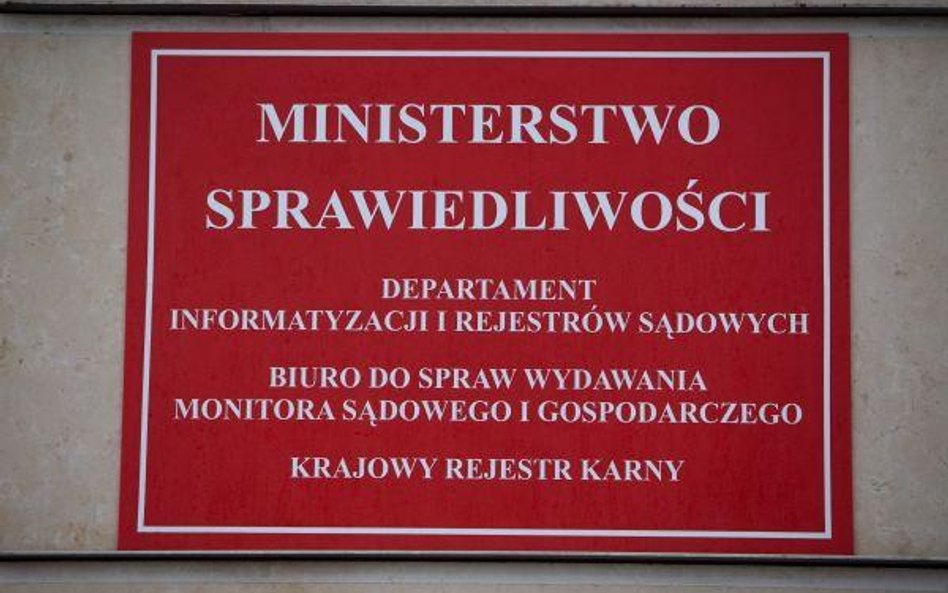 MINISTERSTWO
SPRAWIEDLIWOŚCI
DEPARTAMENT
INFORMATYZACJI I REJESTRÓW SĄDOWYCH
BIURO DO SPRAW WYDAWANIA
MONITORA SĄDOWEGO I GOSPODARCZEGO
KRAJOWY REJESTR KARNY